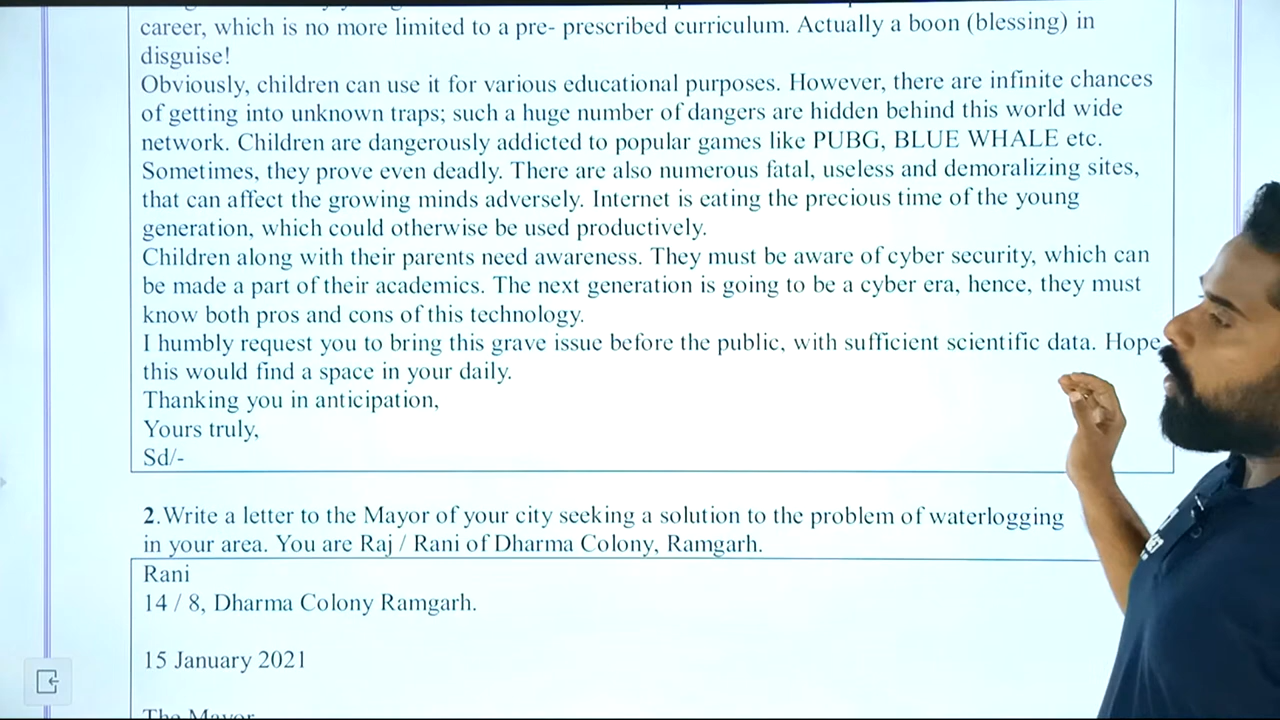 career, which is no more limited to a pre- prescribed curriculum. Actually a boon (blessing) in
disguise!
Obviously, children can use it for various educational purposes. However, there are infinite chances
of getting into unknown traps; such a huge number of dangers are hidden behind this world wide
network. Children are dangerously addicted to popular games like PUBG, BLUE WHALE etc.
Sometimes, they prove even deadly. There are also numerous fatal, useless and demoralizing sites,
that can affect the growing minds adversely. Internet is eating the precious time of the young
generation, which could otherwise be used productively.
Children along with their parents need awareness. They must be aware of cyber security, which can
be made a part of their academics. The next generation is going to be a cyber era, hence, they must
know both pros and cons of this technology.
I humbly request you to bring this grave issue before the public, with sufficient scientific data. Hope
this would find a space in your daily.
Thanking you in anticipation,
Yours truly,
Sd/-
2.Write a letter to the Mayor of your city seeking a solution to the problem of waterlogging
in your area. You are Raj / Rani of Dharma Colony, Ramgarh.
Rani
14 / 8, Dharma Colony Ramgarh.
15 January 2021
The Mayor